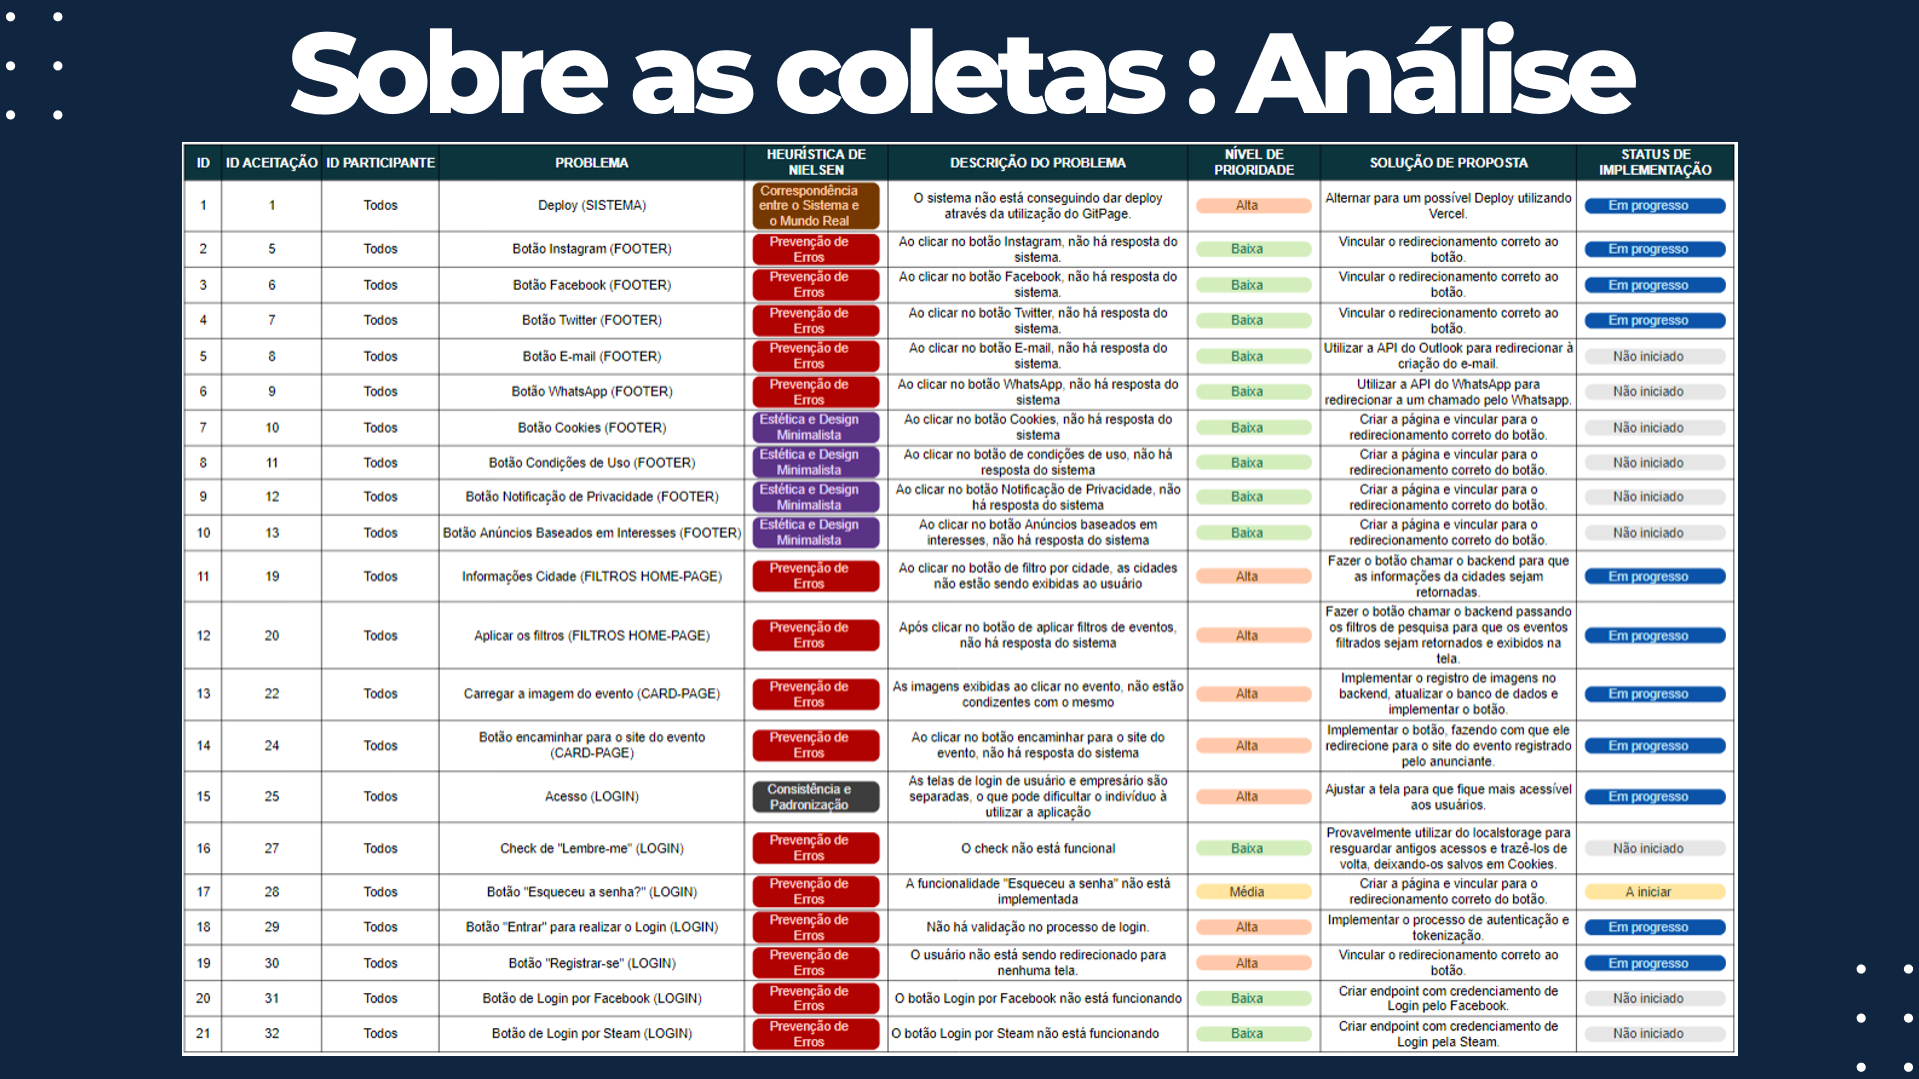 Sobre as coletas : Análise
ID ID ACEITAÇÃO ID PARTICIPANTE PROBLEMA HEURÍSTICA DE NIELSEN DESCRIÇÃO DO PROBLEMA NÍVEL DE PRIORIDADE SOLUÇÃO DE PROPOSTA STATUS DE IMPLEMENTAÇÃO
1 1 Todos Deploy (SISTEMA) Correspondência entre o Sistema e o Mundo Real O sistema não está conseguindo dar deploy através da utilização do GitPage. Alta Alternar para um possível Deploy utilizando Vercel. Em progresso
2 5 Todos Botão Instagram (FOOTER) Prevenção de Erros Ao clicar no botão Instagram, não há resposta do sistema. Baixa Vincular o redirecionamento correto ao botão. Em progresso
3 6 Todos Botão Facebook (FOOTER) Prevenção de Erros Ao clicar no botão Facebook, não há resposta do sistema. Baixa Vincular o redirecionamento correto ao botão. Em progresso
4 7 Todos Botão Twitter (FOOTER) Prevenção de Erros Ao clicar no botão Twitter, não há resposta do sistema. Baixa Vincular o redirecionamento correto ao botão. Em progresso
5 8 Todos Botão E-mail (FOOTER) Prevenção de Erros Ao clicar no botão E-mail, não há resposta do sistema. Baixa Utilizar a API do Outlook para redirecionar à criação do e-mail. Não iniciado
6 9 Todos Botão WhatsApp (FOOTER) Prevenção de Erros Ao clicar no botão WhatsApp, não há resposta do sistema Baixa Utilizar a API do WhatsApp para redirecionar a um chamado pelo Whatsapp. Não iniciado
7 10 Todos Botão Cookies (FOOTER) Estética e Design Minimalista Ao clicar no botão Cookies, não há resposta do sistema Baixa Criar a página e vincular para o redirecionamento correto do botão. Não iniciado
8 11 Todos Botão Condições de Uso (FOOTER) Estética e Design Minimalista Ao clicar no botão de condições de uso, não há resposta do sistema Baixa Criar a página e vincular para o redirecionamento correto do botão. Não iniciado
9 12 Todos Botão Notificação de Privacidade (FOOTER) Estética e Design Minimalista Ao clicar no botão Notificação de Privacidade, não há resposta do sistema Baixa Criar a página e vincular para o redirecionamento correto do botão. Não iniciado
10 13 Todos Botão Anúncios Baseados em Interesses (FOOTER) Estética e Design Minimalista Ao clicar no botão Anúncios baseados em interesses, não há resposta do sistema Baixa Criar a página e vincular para o redirecionamento correto do botão. Não iniciado
11 19 Todos Informações Cidade (FILTROS HOME-PAGE) Prevenção de Erros Ao clicar no botão de filtro por cidade, as cidades não estão sendo exibidas ao usuário Alta Fazer o botão chamar o backend para que as informações da cidades sejam retornadas. Em progresso
12 20 Todos Aplicar os filtros (FILTROS HOME-PAGE) Prevenção de Erros Após clicar no botão de aplicar filtros de eventos, não há resposta do sistema Alta Fazer o botão chamar o backend passando os filtros de pesquisa para que os eventos filtrados sejam retornados e exibidos na tela. Em progresso
13 22 Todos Carregar a imagem do evento (CARD-PAGE) Prevenção de Erros As imagens exibidas ao clicar no evento, não estão condizentes com o mesmo Alta Implementar o registro de imagens no backend, atualizar o banco de dados e implementar o botão. Em progresso
14 24 Todos Botão encaminhar para o site do evento (CARD-PAGE) Prevenção de Erros Ao clicar no botão encaminhar para o site do evento, não há resposta do sistema Alta Implementar o botão, fazendo com que ele redirecione para o site do evento registrado pelo anunciante. Em progresso
15 25 Todos Acesso (LOGIN) Consistência e Padronização As telas de login de usuário e empresário são separadas, o que pode dificultar o indivíduo à utilizar a aplicação Alta Ajustar a tela para que fique mais acessível aos usuários. Em progresso
16 27 Todos Check de "Lembre-me" (LOGIN) Prevenção de Erros O check não está funcional Baixa Provavelmente utilizar do localstorage para resguardar antigos acessos e trazê-los de volta, deixando-os salvos em Cookies. Não iniciado
17 28 Todos Botão "Esqueceu a senha?" (LOGIN) Prevenção de Erros A funcionalidade "Esqueceu a senha" não está implementada Média Criar a página e vincular para o redirecionamento correto do botão. A iniciar
18 29 Todos Botão "Entrar" para realizar o Login (LOGIN) Prevenção de Erros Não há validação no processo de login. Alta Implementar o processo de autenticação e tokenização. Em progresso
19 30 Todos Botão "Registrar-se" (LOGIN) Prevenção de Erros O usuário não está sendo redirecionado para nenhuma tela. Alta Vincular o redirecionamento correto ao botão. Em progresso
20 31 Todos Botão de Login por Facebook (LOGIN) Prevenção de Erros O botão Login por Facebook não está funcionando Baixa Criar endpoint com credenciamento de Login pelo Facebook. Não iniciado
21 32 Todos Botão de Login por Steam (LOGIN) Prevenção de Erros O botão Login por Steam não está funcionando Baixa Criar endpoint com credenciamento de Login pela Steam. Não iniciado